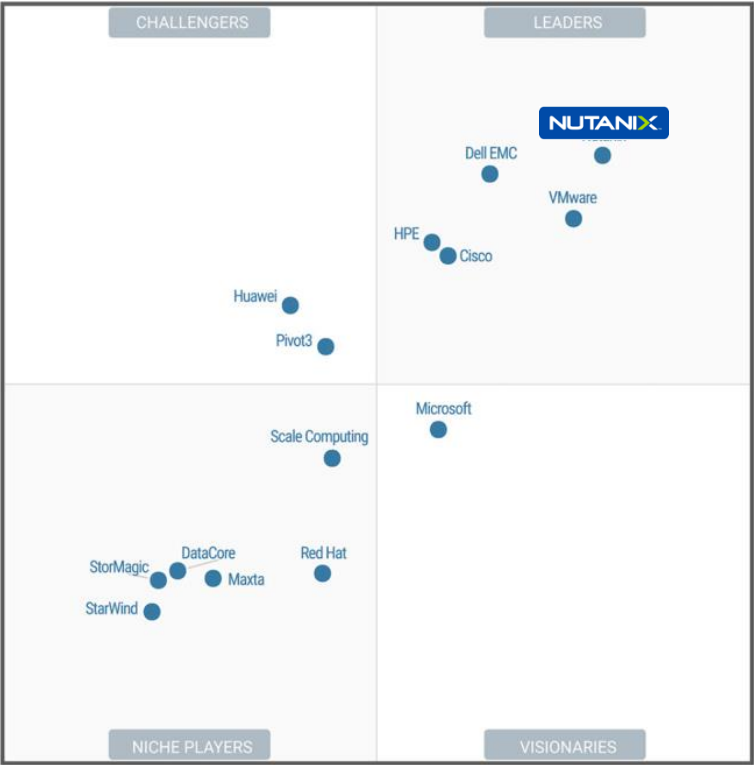 CHALLENGERS
LEADERS
NUTANIX
Dell EMC
VMware
HPE
Cisco
Huawei
Pivot3
Microsoft
Scale Computing
DataCore
Red Hat
StorMagic
Maxta
StarWind
NICHE PLAYERS
VISIONARIES